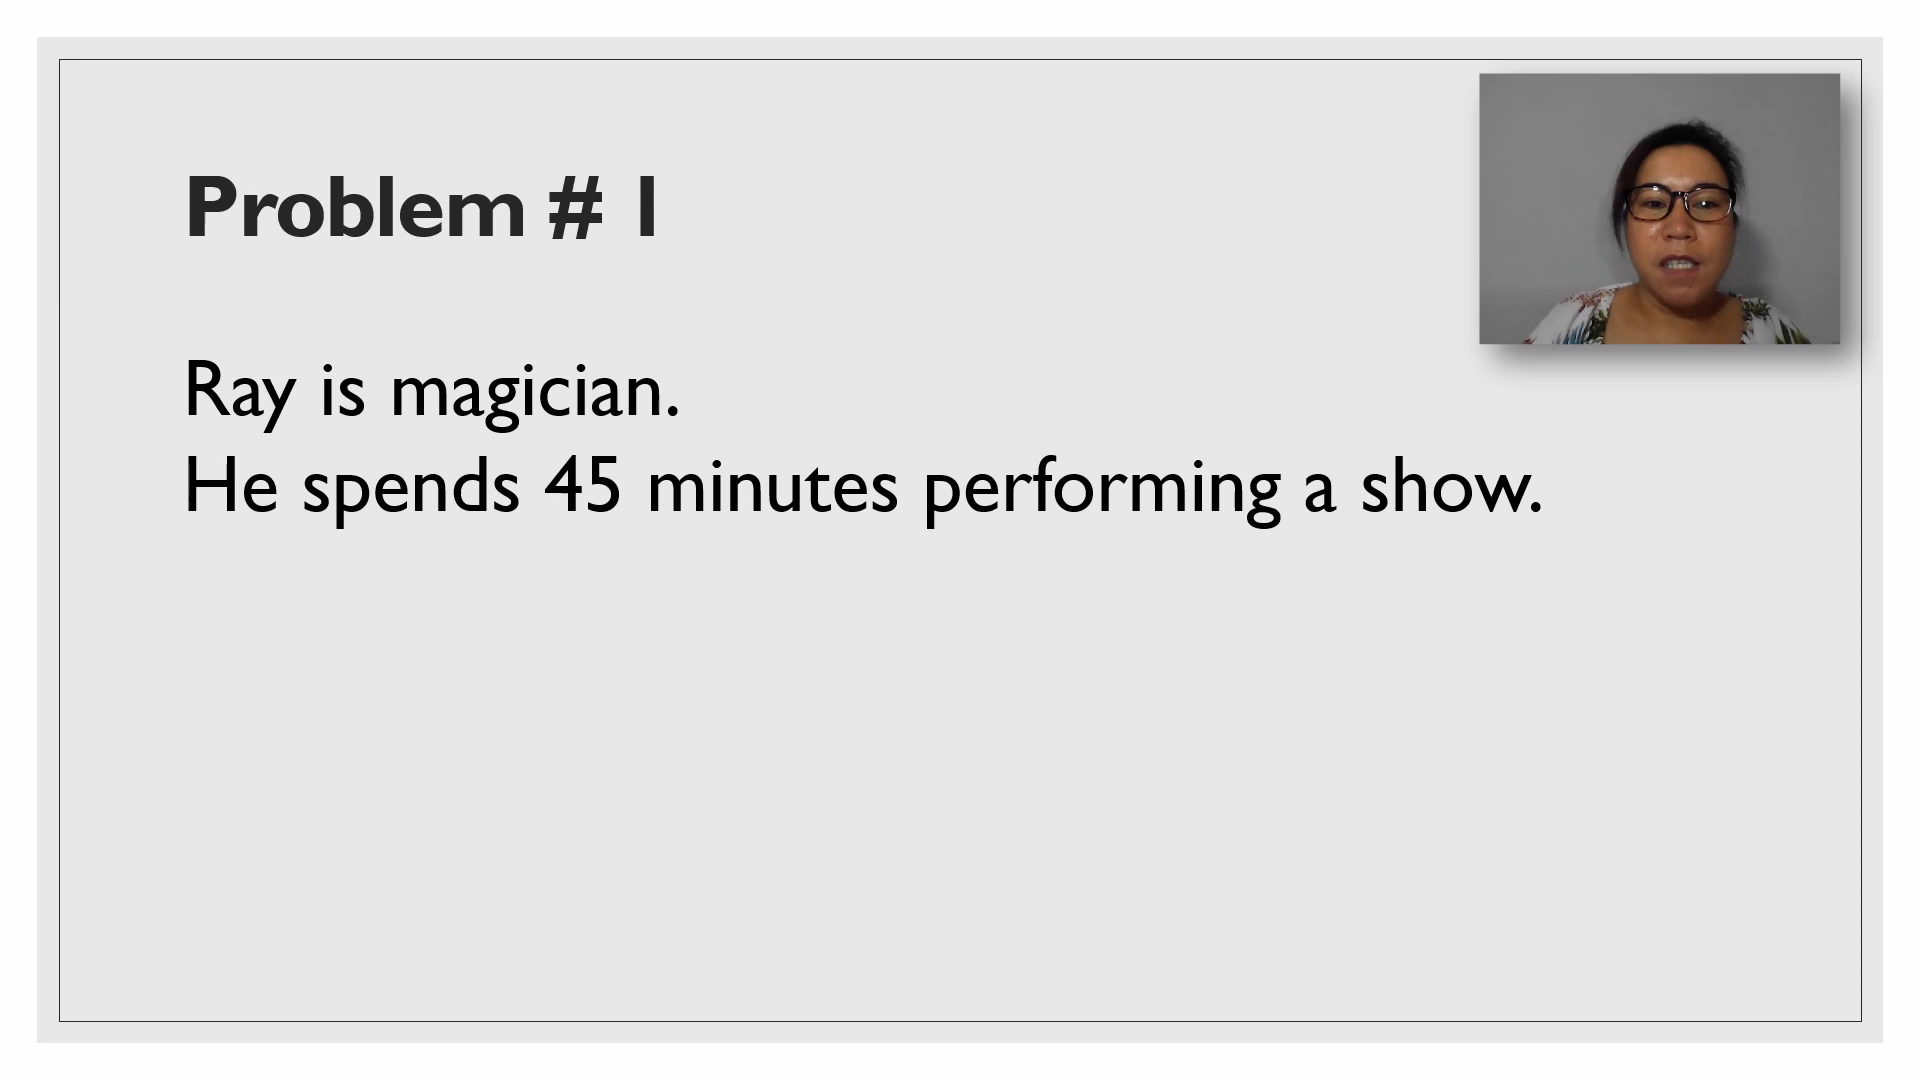 Problem # 1
Ray is magician.
He spends 45 minutes performing a show.